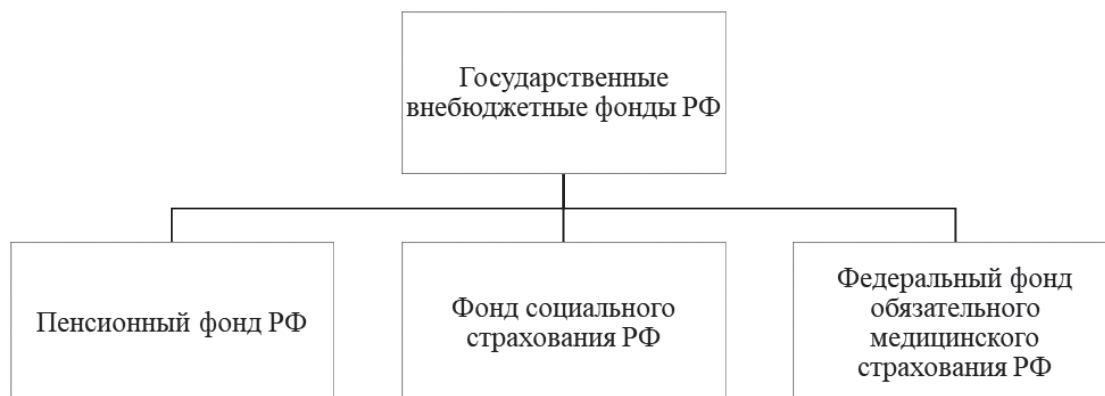 Государственные
внебюджетные фонды РФ
Пенсионный фонд РФ
Фонд социального
страхования РФ
Федеральный фонд
обязательного
медицинского
страхования РФ